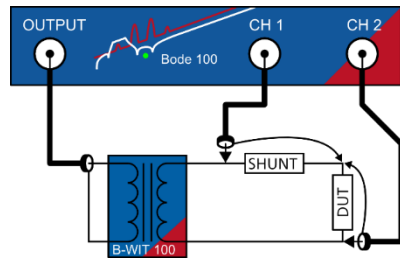 OUTPUT
CH 1
CH 2
Bode 100
SHUNT
DUT
B-WIT 100